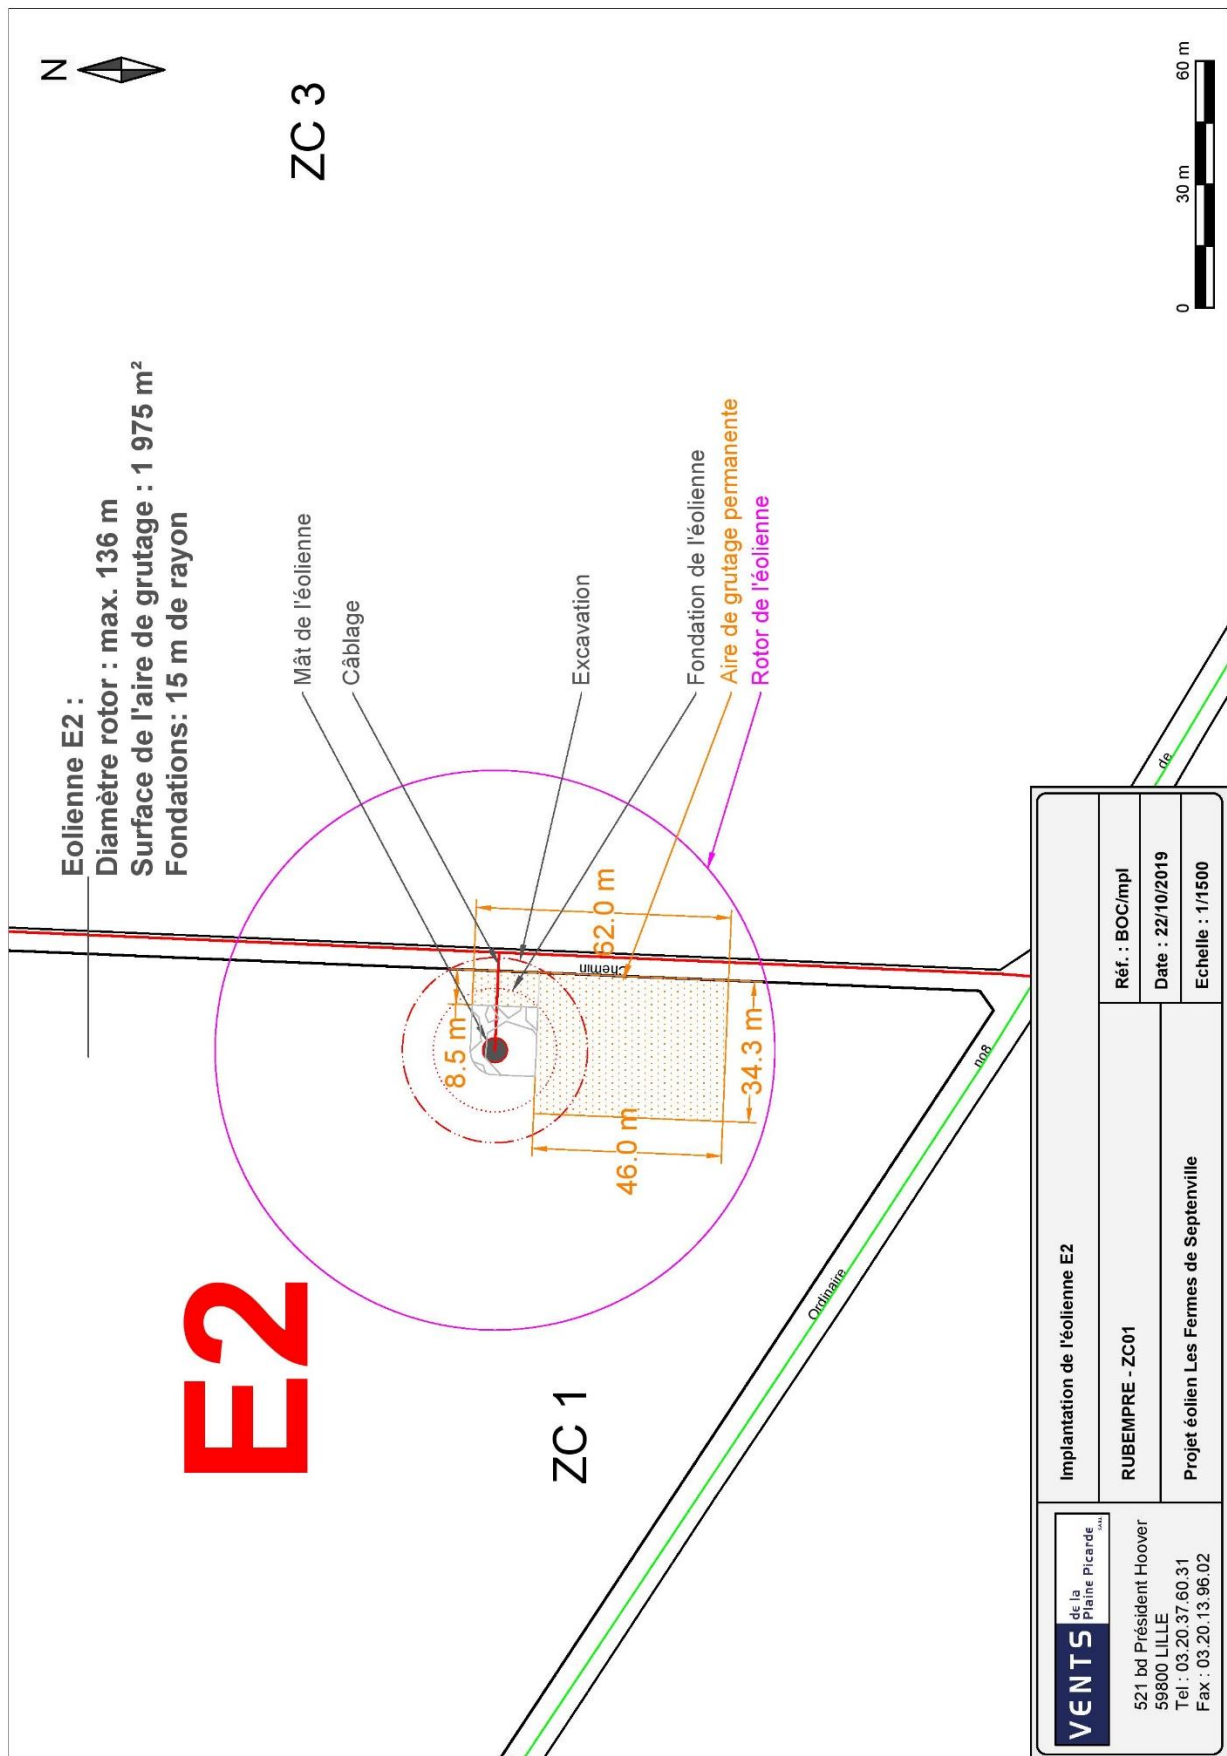 N
ZC 3
Eolienne E2 :
Diamètre rotor : max. 136 m
Surface de l'aire de grutage : 1 975 m²
Fondations: 15 m de rayon
Mât de l'éolienne
Câblage
Excavation
Fondation de l'éolienne
Aire de grutage permanente
Rotor de l'éolienne
E2
ZC 1
8.5 m
62.0 m
46.0 m
34.3 m
Chemin
Ordinaire
no8
de
0 30 m 60 m
VENTS de la Plaine Picarde SARL
521 bd Président Hoover
59800 LILLE
Tel : 03.20.37.60.31
Fax : 03.20.13.96.02
Implantation de l'éolienne E2
RUBEMPRE - ZC01
Projet éolien Les Fermes de Septenville
Réf. : BOC/mpl
Date : 22/10/2019
Echelle : 1/1500